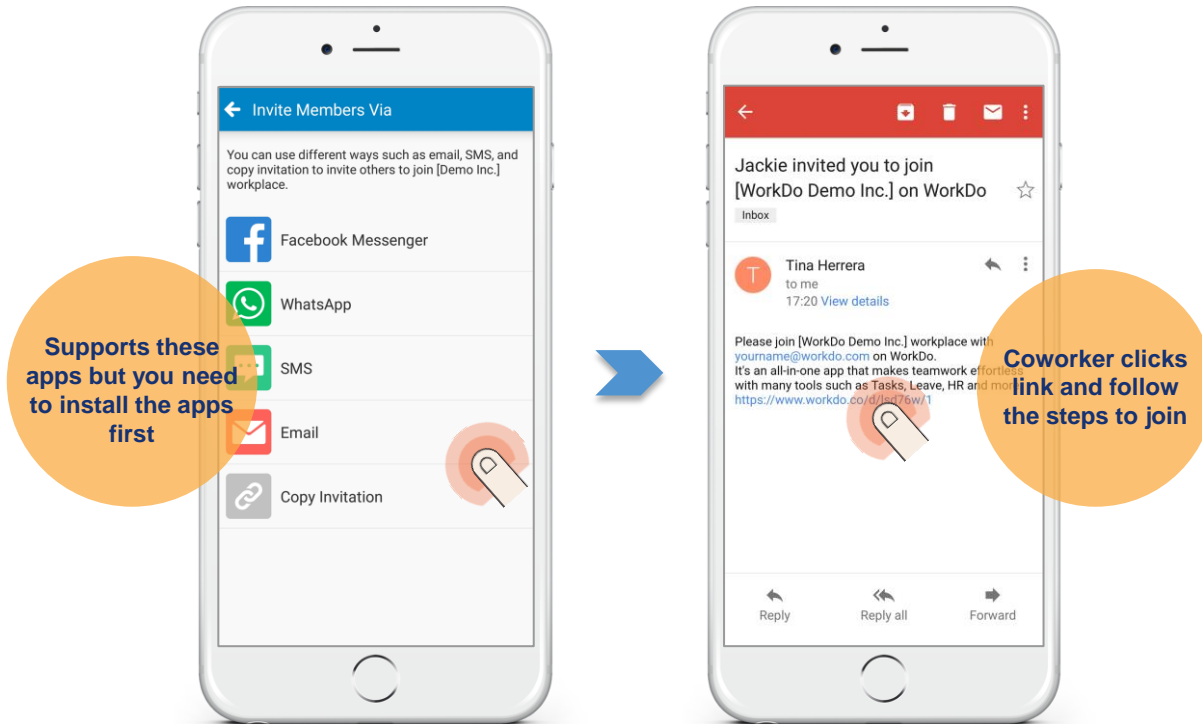 Invite Members Via
You can use different ways such as email, SMS, and
copy invitation to invite others to join [Demo Inc.]
workplace.
Facebook Messenger
WhatsApp
SMS
Email
Copy Invitation
Supports these
apps but you need
to install the apps
first
Jackie invited you to join
[WorkDo Demo Inc.] on WorkDo
Inbox
T
Tina Herrera
to me
17:20 View details
Please join [WorkDo Demo Inc.] workplace with
yourname@workdo.com on WorkDo.
It's an all-in-one app that makes teamwork effortless
with many tools such as Tasks, Leave, HR and more
https://www.workdo.co/d/lsd76w/1
Reply
Reply all
Forward
Coworker clicks
link and follow
the steps to join